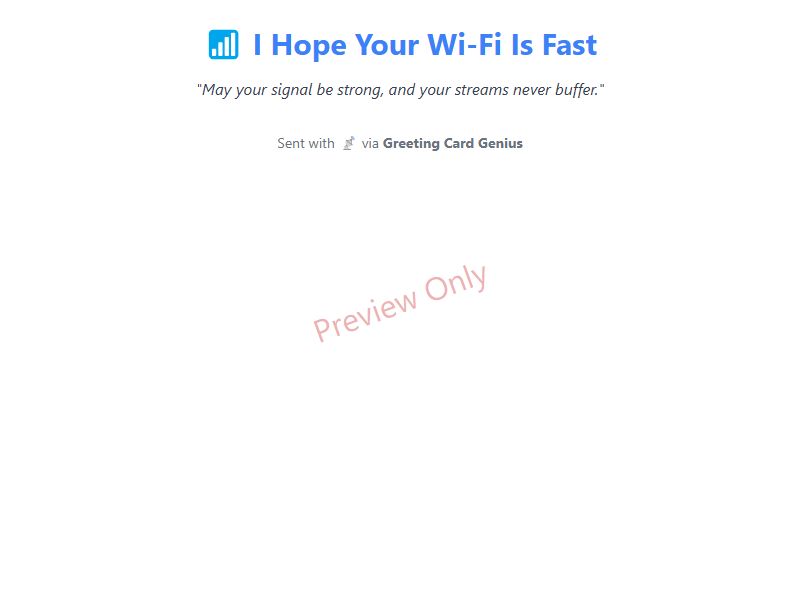 📶 I Hope Your Wi-Fi Is Fast
"May your signal be strong, and your streams never buffer."
Sent with 📡 via Greeting Card Genius
Preview Only